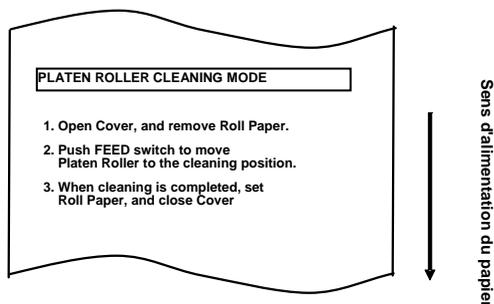 PLATEN ROLLER CLEANING MODE
1. Open Cover, and remove Roll Paper.
2. Push FEED switch to move
Platen Roller to the cleaning position.
3. When cleaning is completed, set
Roll Paper, and close Cover
Sens d'alimentation du papier